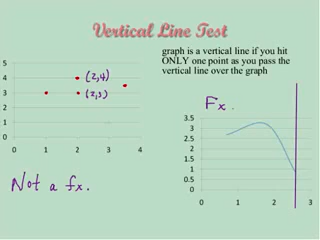 Vertical Line Test
graph is a vertical line if you hit
ONLY one point as you pass the
vertical line over the graph
5
4
3
2
1
0
0 1 2 3 4
(2,4)
(2,3)
Not a fx.
Fx.
3.5
3
2.5
2
1.5
1
0.5
0
0 1 2 3